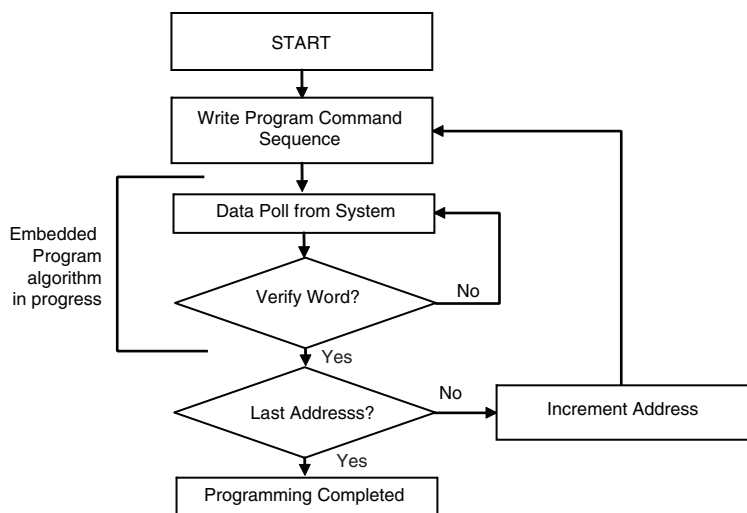 START
Write Program Command
Sequence
Data Poll from System
Embedded
Program
algorithm
in progress
Verify Word?
No
Yes
Last Addresss?
No
Increment Address
Yes
Programming Completed